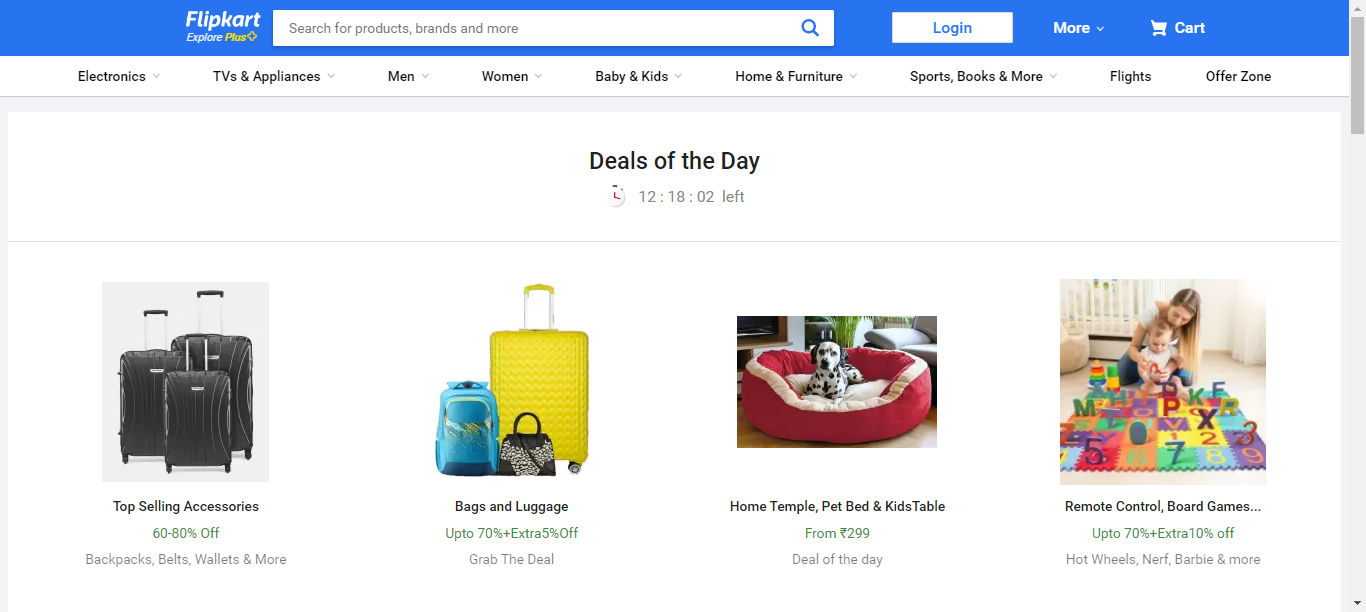 Flipkart
Explore Plus
Search for products, brands and more
Login
More
Cart
Electronics
TVs & Appliances
Men
Women
Baby & Kids
Home & Furniture
Sports, Books & More
Flights
Offer Zone
Deals of the Day
12 : 18 : 02 left
Top Selling Accessories
60-80% Off
Backpacks, Belts, Wallets & More
Bags and Luggage
Upto 70%+Extra5%Off
Grab The Deal
Home Temple, Pet Bed & KidsTable
From ₹299
Deal of the day
Remote Control, Board Games...
Upto 70%+Extra10% off
Hot Wheels, Nerf, Barbie & more